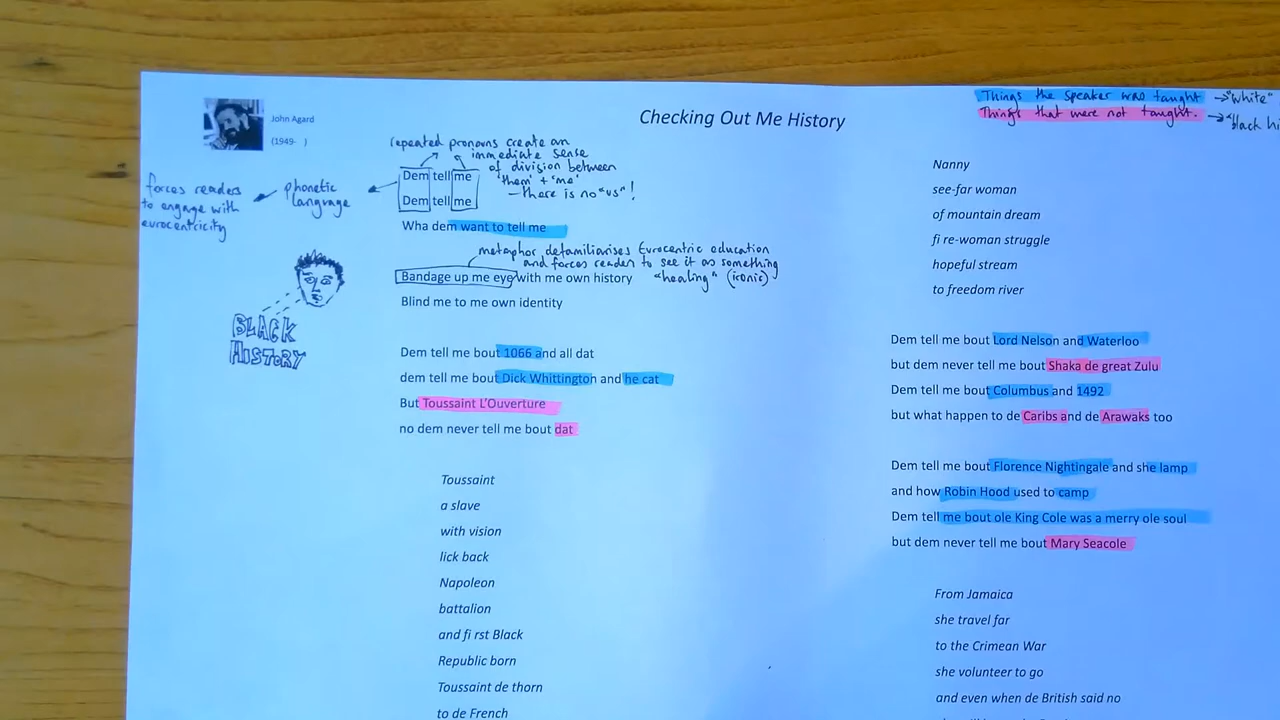 John Agard
(1949- )
Checking Out Me History
Things the speaker was taught → "white"
Things that were not taught. → "black hi
repeated pronouns create an
immediate sense
of division between
"them" + "me"
– there is no "us"!
forces readers
to engage with
eurocentricity
phonetic
language
Dem tell me
Dem tell me
Wha dem want to tell me
metaphor defamiliarises Eurocentric education
and forces reader to see it as something
"healing" (iconic)
Bandage up me eye with me own history
Blind me to me own identity
BLACK
HISTORY
Dem tell me bout 1066 and all dat
dem tell me bout Dick Whittington and he cat
But Toussaint L'Ouverture
no dem never tell me bout dat
Toussaint
a slave
with vision
lick back
Napoleon
battalion
and fi rst Black
Republic born
Toussaint de thorn
to de French
Nanny
see-far woman
of mountain dream
fi re-woman struggle
hopeful stream
to freedom river
Dem tell me bout Lord Nelson and Waterloo
but dem never tell me bout Shaka de great Zulu
Dem tell me bout Columbus and 1492
but what happen to de Caribs and de Arawaks too
Dem tell me bout Florence Nightingale and she lamp
and how Robin Hood used to camp
Dem tell me bout ole King Cole was a merry ole soul
but dem never tell me bout Mary Seacole
From Jamaica
she travel far
to the Crimean War
she volunteer to go
and even when de British said no